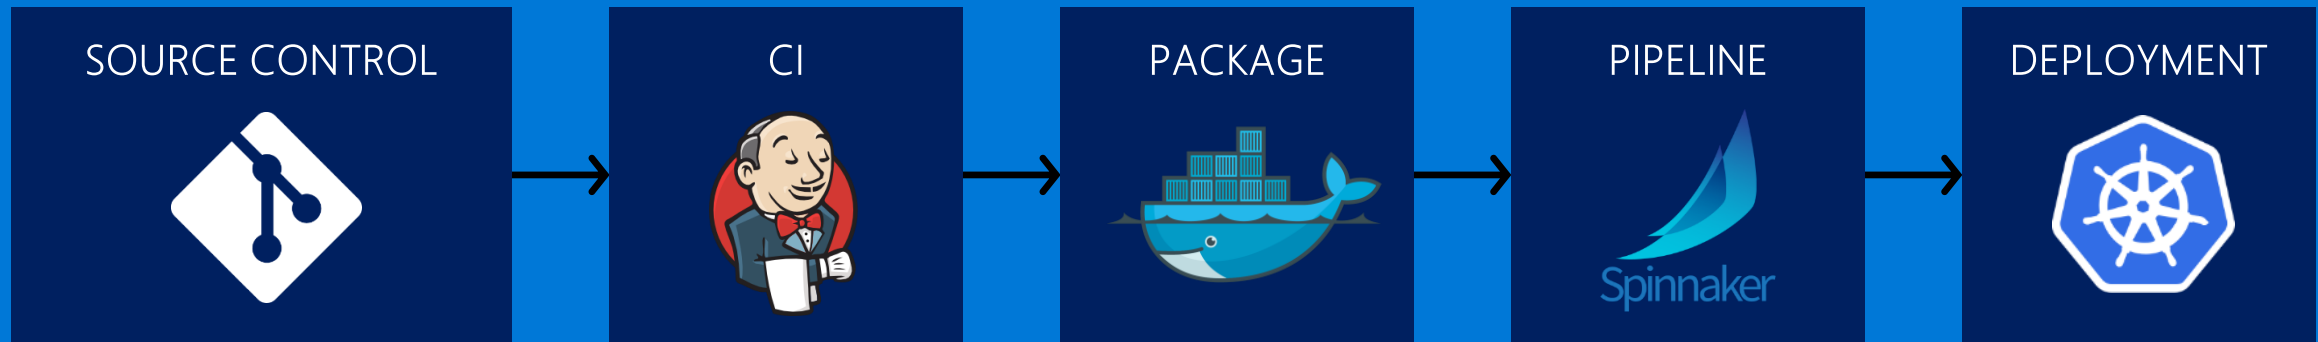 SOURCE CONTROL
CI
PACKAGE
PIPELINE
DEPLOYMENT
Spinnaker